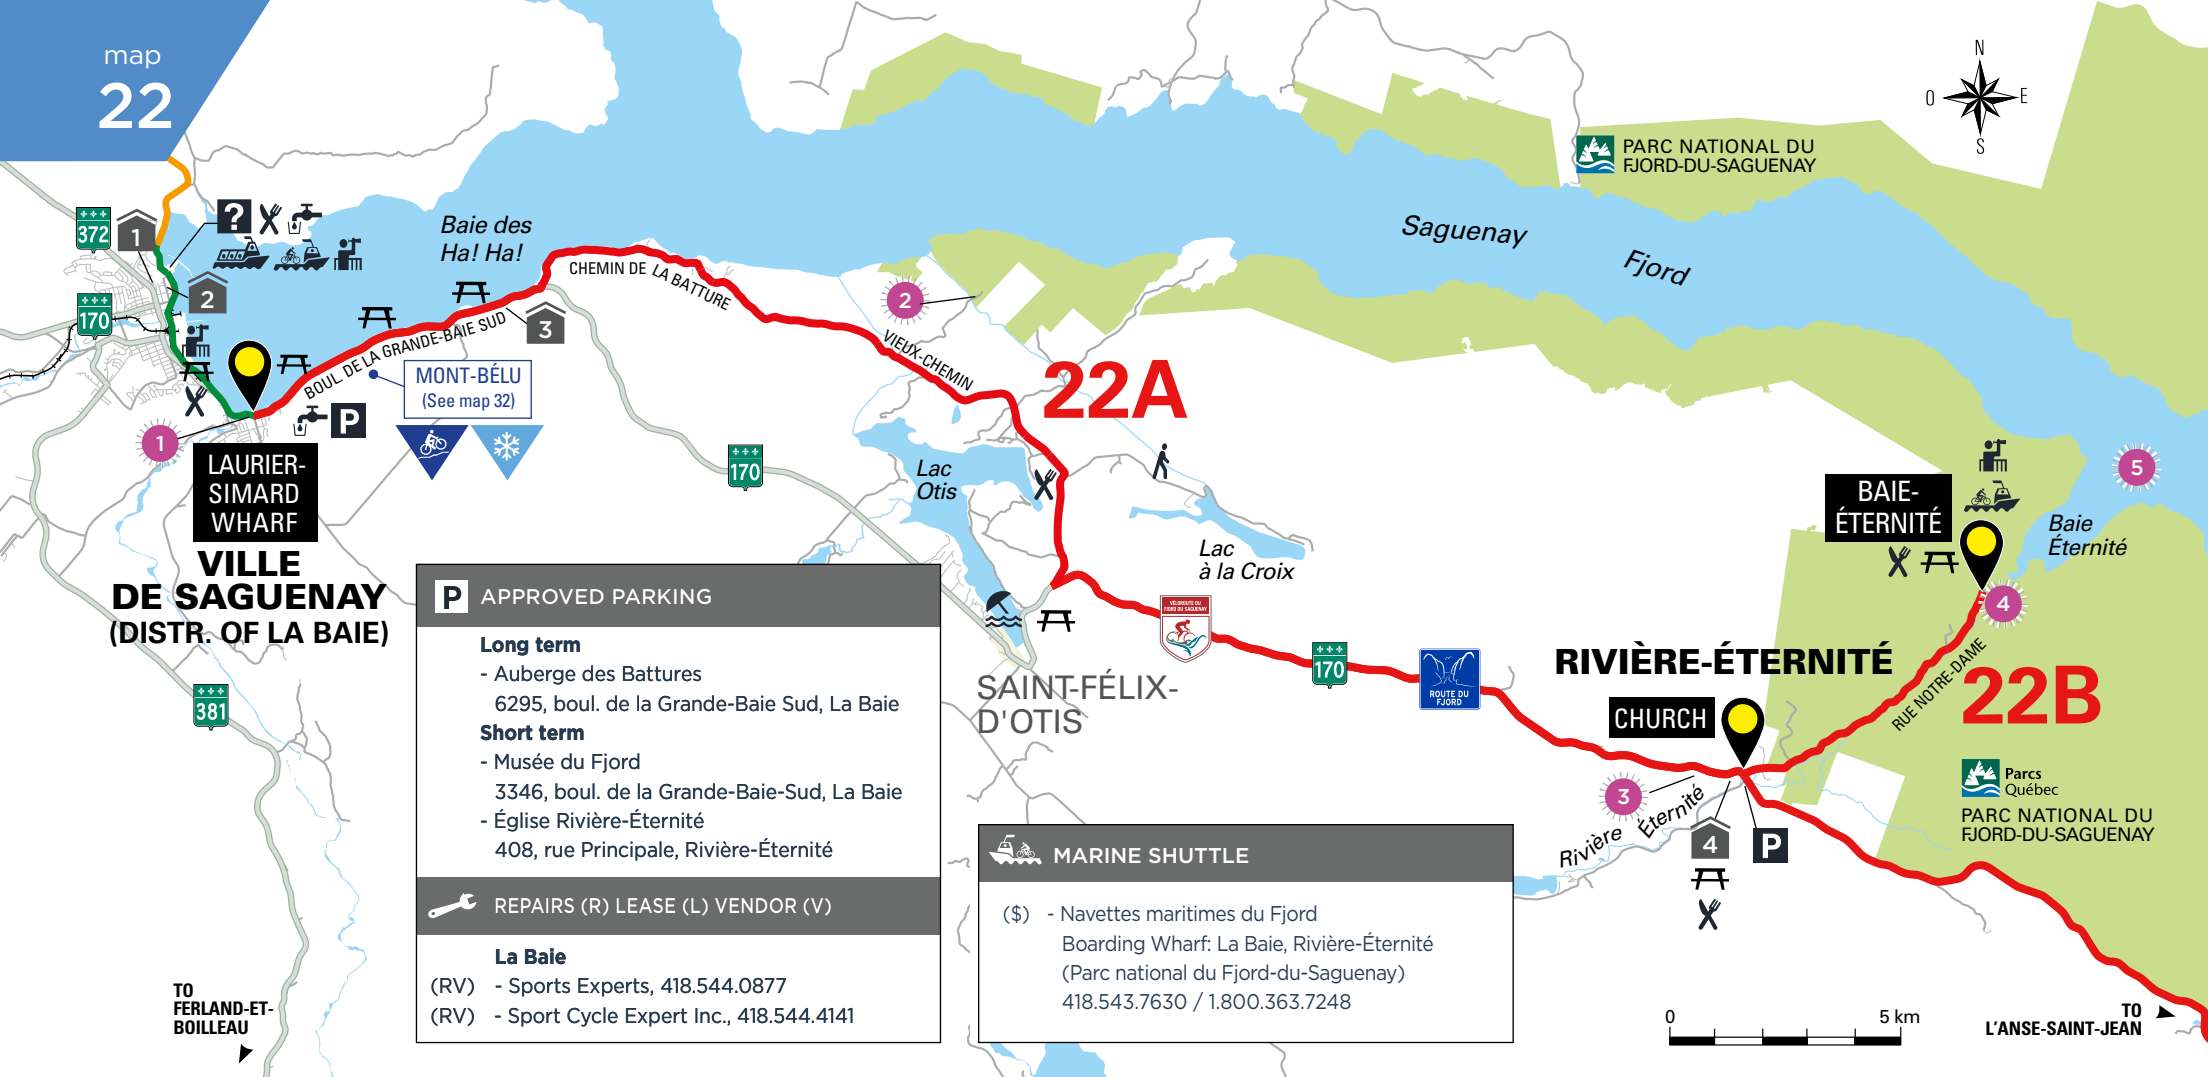 map
22
N
O
E
S
PARC NATIONAL DU
FJORD-DU-SAGUENAY
372
1
?
2
170
Baie des
Ha! Ha!
CHEMIN DE LA BATTURE
3
BOUL. DE LA GRANDE-BAIE SUD
MONT-BÉLU
(See map 32)
P
1
LAURIER-
SIMARD
WHARF
VILLE
DE SAGUENAY
(DISTR. OF LA BAIE)
381
TO
FERLAND-ET-
BOILLEAU
Saguenay
Fjord
2
VIEUX-CHEMIN
22A
170
Lac
Otis
Lac
à la Croix
VÉLOROUTE DU
FJORD DU SAGUENAY
170
ROUTE DU
FJORD
SAINT-FÉLIX-
D'OTIS
5
BAIE-
ÉTERNITÉ
Baie
Éternité
4
RIVIÈRE-ÉTERNITÉ
RUE NOTRE-DAME
22B
CHURCH
3
Rivière Éternité
4
P
Parcs
Québec
PARC NATIONAL DU
FJORD-DU-SAGUENAY
P APPROVED PARKING
Long term
- Auberge des Battures
6295, boul. de la Grande-Baie Sud, La Baie
Short term
- Musée du Fjord
3346, boul. de la Grande-Baie-Sud, La Baie
- Église Rivière-Éternité
408, rue Principale, Rivière-Éternité
REPAIRS (R) LEASE (L) VENDOR (V)
La Baie
(RV) - Sports Experts, 418.544.0877
(RV) - Sport Cycle Expert Inc., 418.544.4141
MARINE SHUTTLE
($) - Navettes maritimes du Fjord
Boarding Wharf: La Baie, Rivière-Éternité
(Parc national du Fjord-du-Saguenay)
418.543.7630 / 1.800.363.7248
0 5 km
TO
L'ANSE-SAINT-JEAN